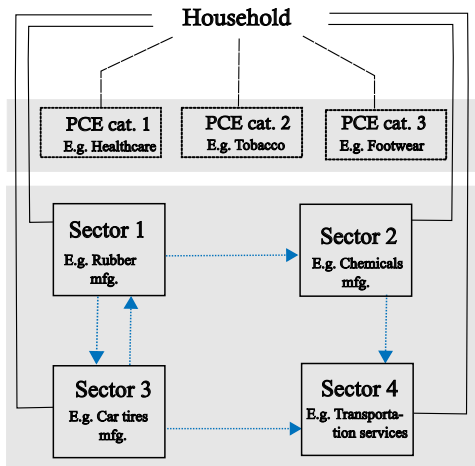 Household
PCE cat. 1
E.g. Healthcare
PCE cat. 2
E.g. Tobacco
PCE cat. 3
E.g. Footwear
Sector 1
E.g. Rubber
mfg.
Sector 2
E.g. Chemicals
mfg.
Sector 3
E.g. Car tires
mfg.
Sector 4
E.g. Transporta-
tion services